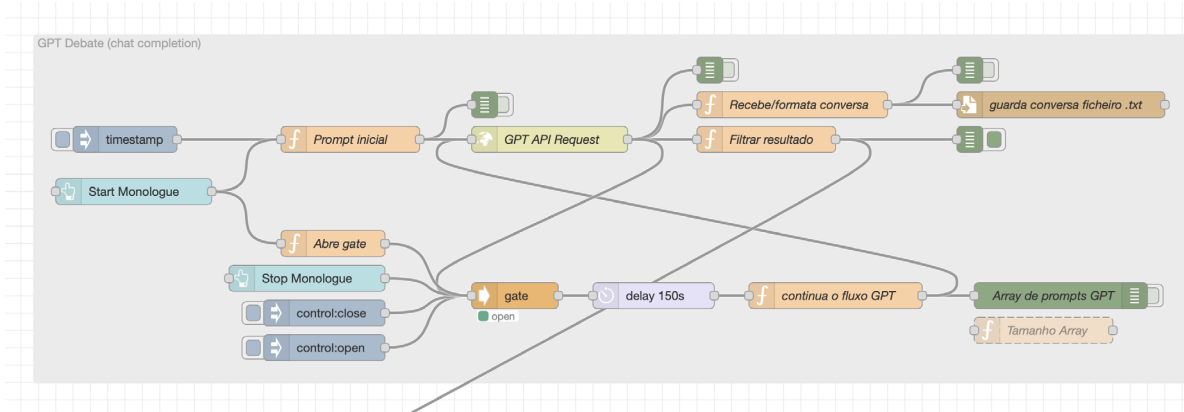 GPT Debate (chat completion)
Recebe/formata conversa
guarda conversa ficheiro .txt
timestamp
Prompt inicial
GPT API Request
Filtrar resultado
Start Monologue
Abre gate
Stop Monologue
gate
delay 150s
continua o fluxo GPT
Array de prompts GPT
open
control:close
Tamanho Array
control:open